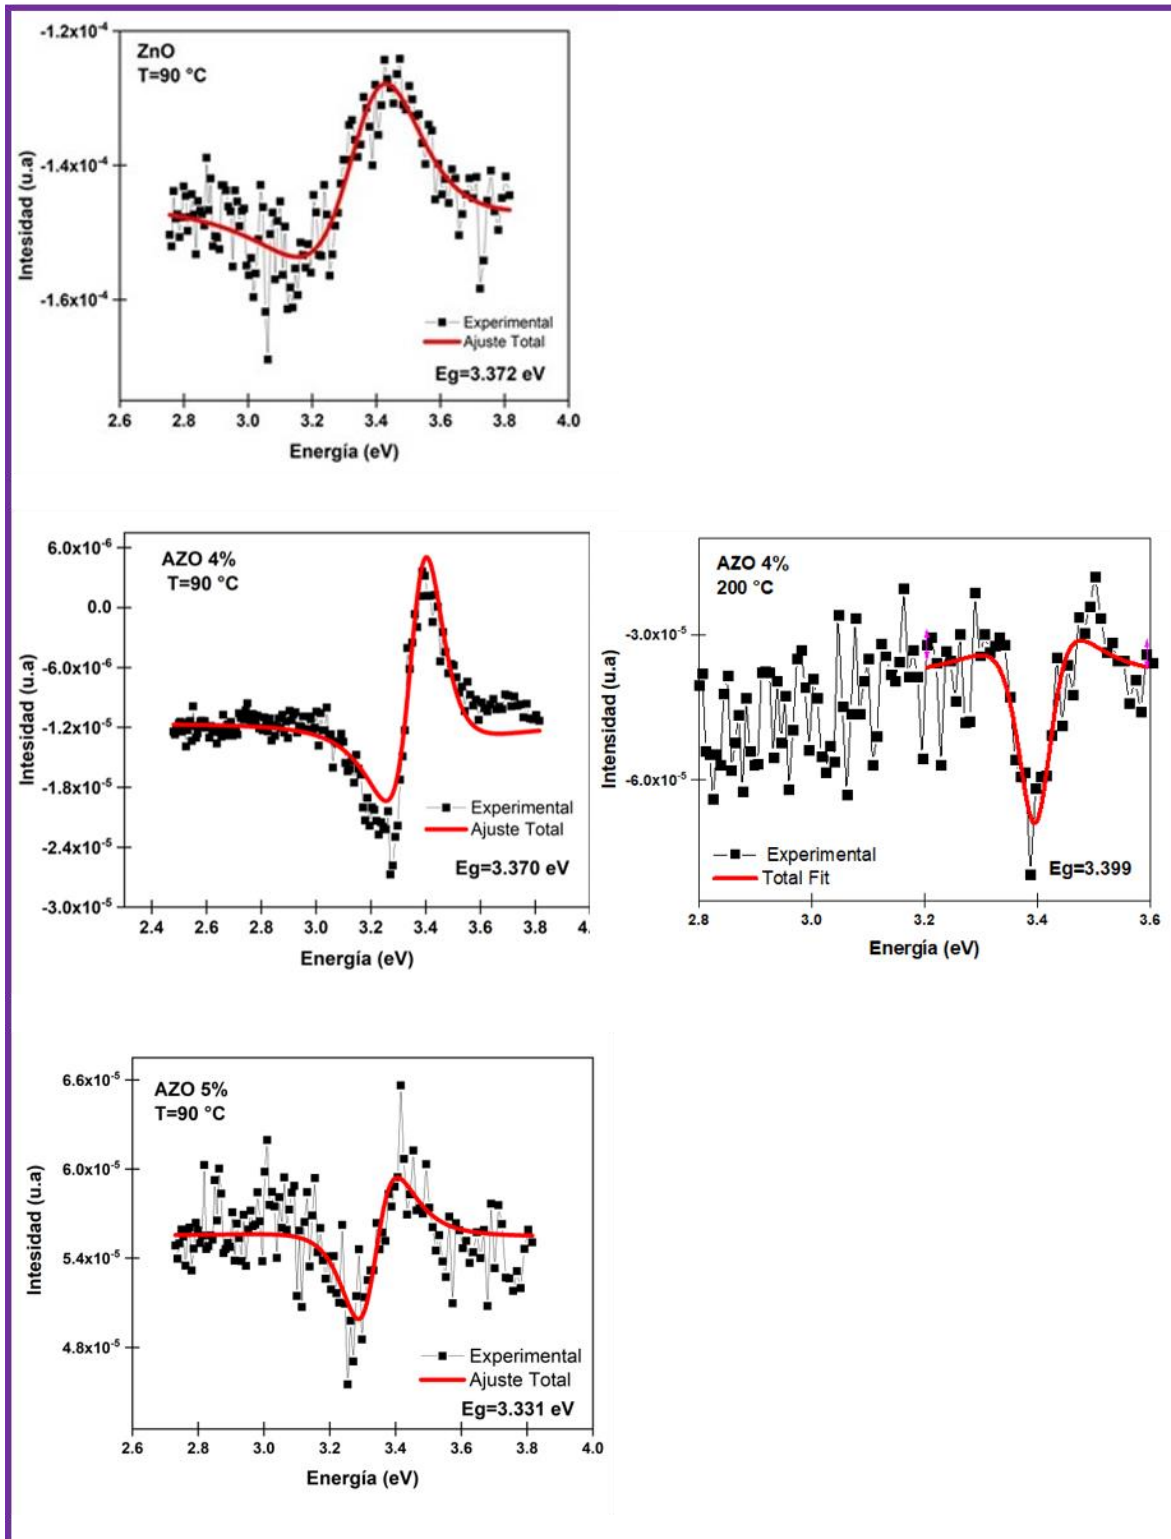 -1.2x10⁻⁴
ZnO
T=90 °C
-1.4x10⁻⁴
Intesidad (u.a)
-1.6x10⁻⁴
Experimental
Ajuste Total
Eg=3.372 eV
2.6 2.8 3.0 3.2 3.4 3.6 3.8 4.0
Energía (eV)
6.0x10⁻⁶
AZO 4%
T=90 °C
0.0
-6.0x10⁻⁶
Intesidad (u.a)
-1.2x10⁻⁵
-1.8x10⁻⁵
Experimental
Ajuste Total
-2.4x10⁻⁵
Eg=3.370 eV
-3.0x10⁻⁵
2.4 2.6 2.8 3.0 3.2 3.4 3.6 3.8 4.
Energía (eV)
AZO 4%
200 °C
-3.0x10⁻⁵
Intensidad (u.a)
-6.0x10⁻⁵
Experimental
Total Fit
Eg=3.399
2.8 3.0 3.2 3.4 3.6
Energía (eV)
6.6x10⁻⁵
AZO 5%
T=90 °C
6.0x10⁻⁵
Intesidad (u.a)
5.4x10⁻⁵
4.8x10⁻⁵
Experimental
Ajuste Total
Eg=3.331 eV
2.6 2.8 3.0 3.2 3.4 3.6 3.8 4.0
Energía (eV)